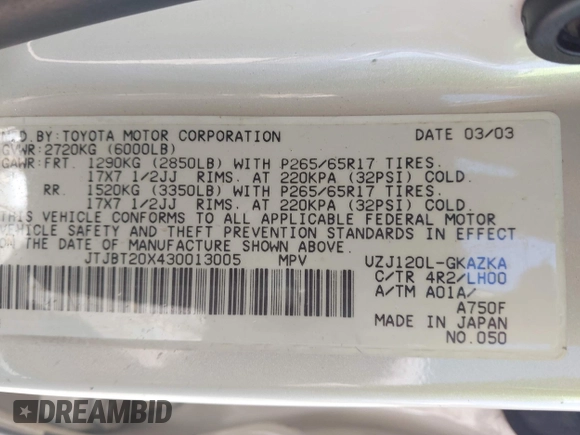 MFD.BY:TOYOTA MOTOR CORPORATION DATE 03/03
GVWR:2720KG (6000LB)
GAWR:FRT. 1290KG (2850LB) WITH P265/65R17 TIRES.
17X7 1/2JJ RIMS. AT 220KPA (32PSI) COLD.
RR. 1520KG (3350LB) WITH P265/65R17 TIRES.
17X7 1/2JJ RIMS. AT 220KPA (32PSI) COLD.
THIS VEHICLE CONFORMS TO ALL APPLICABLE FEDERAL MOTOR
VEHICLE SAFETY AND THEFT PREVENTION STANDARDS IN EFFECT
ON THE DATE OF MANUFACTURE SHOWN ABOVE.
JTJBT20X430013005 MPV UZJ120L-GKAZKA
C/TR 4R2/LH00
A/TM A01A/
A750F
MADE IN JAPAN
NO.050
DREAMBID